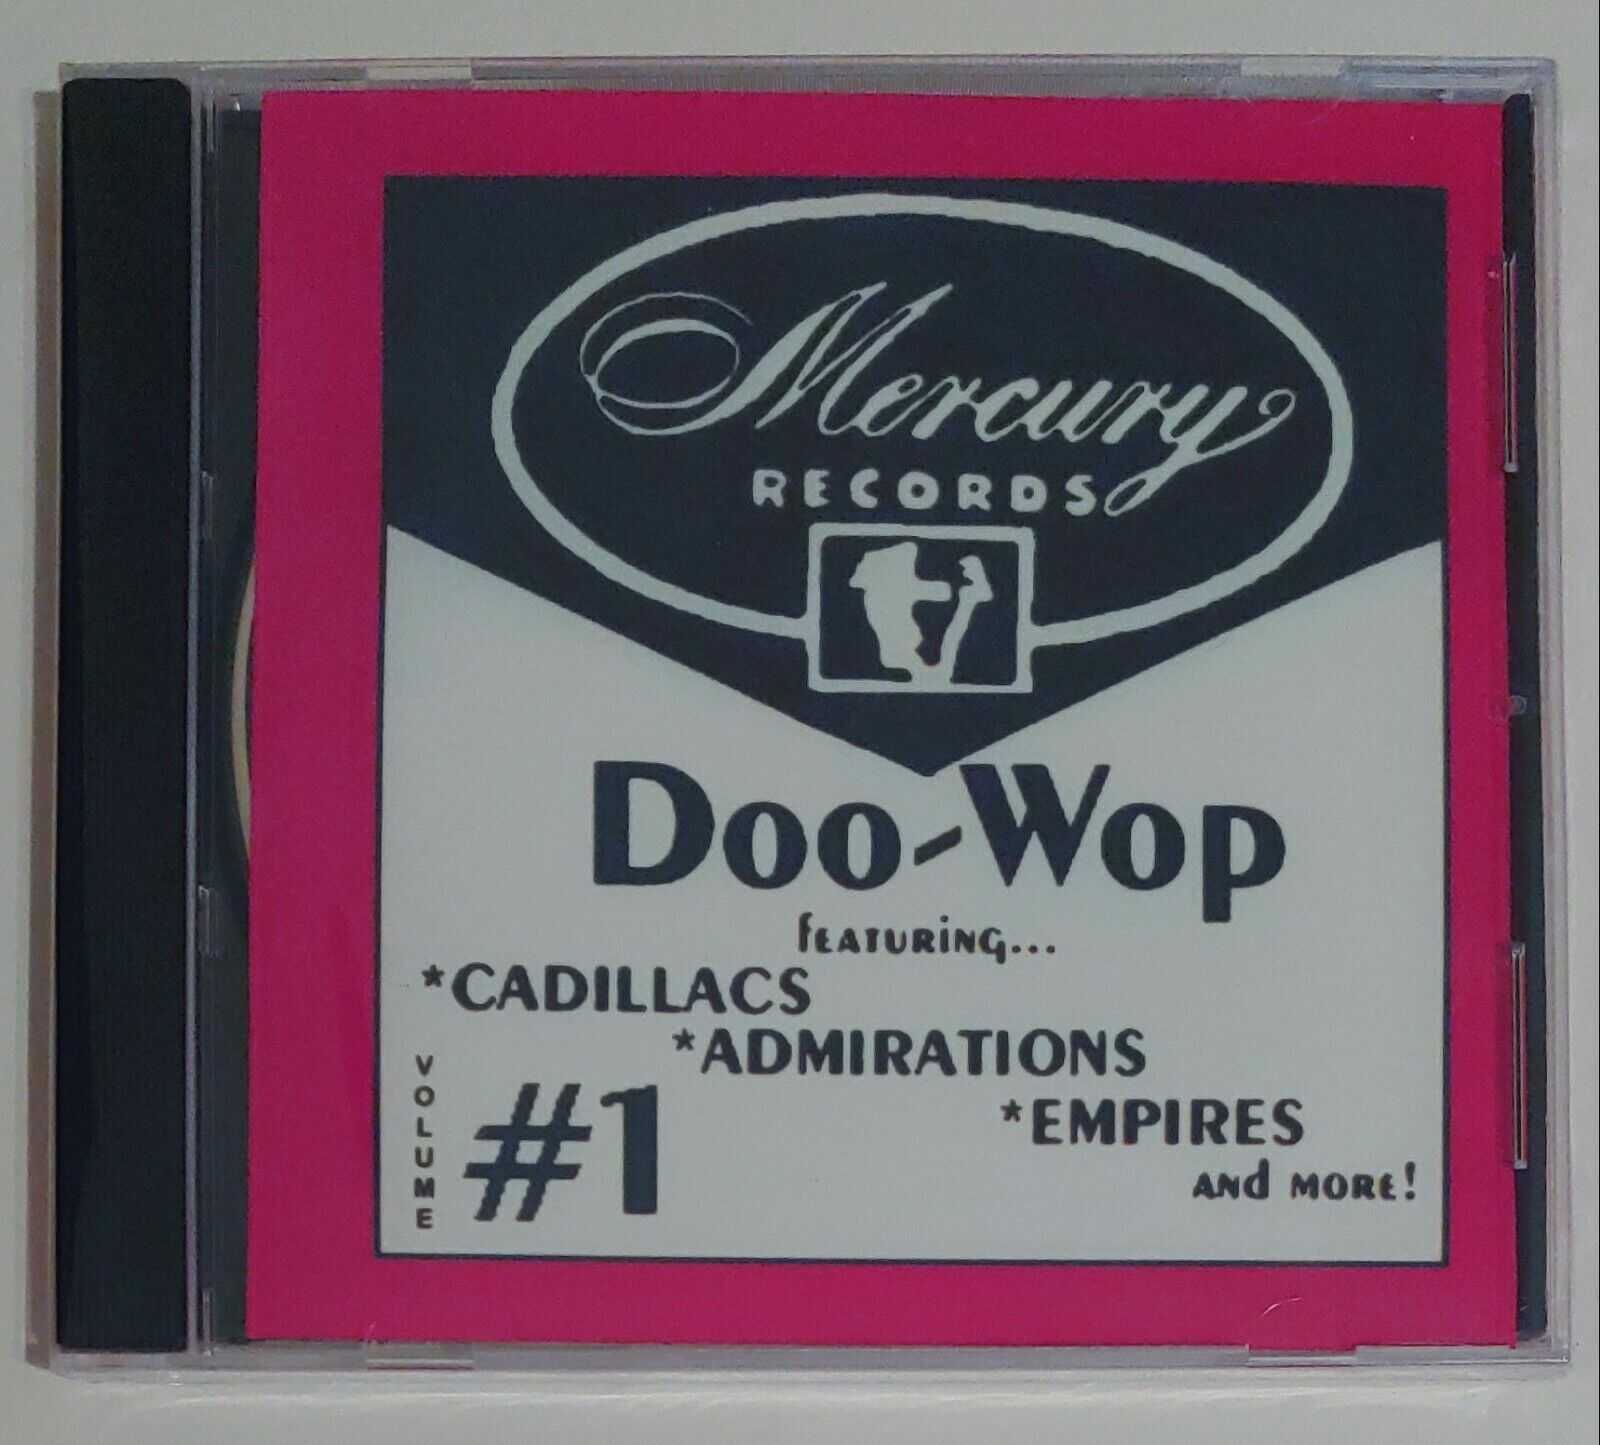 Mercury
RECORDS
Doo-Wop
fEATURiNG...
*CADILLACS
*ADMIRATIONS
*EMPIRES
ANd MORE!
VOLUME
#1